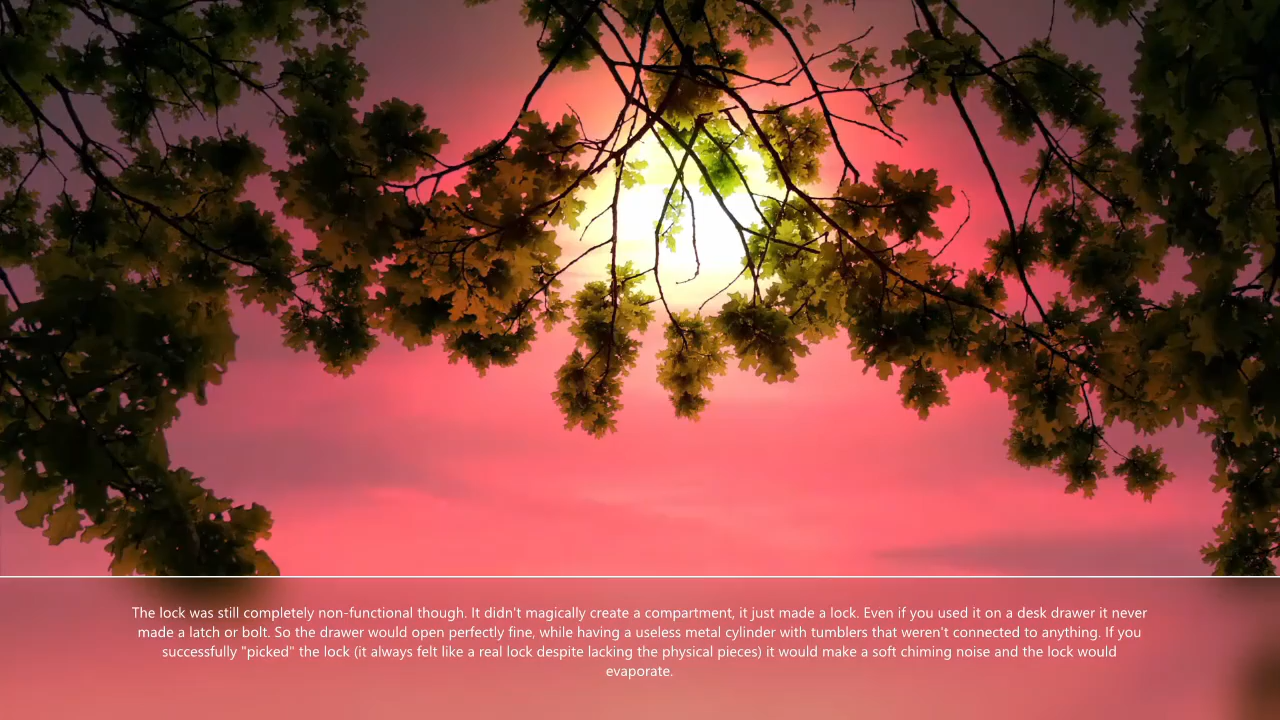 The lock was still completely non-functional though. It didn't magically create a compartment, it just made a lock. Even if you used it on a desk drawer it never
made a latch or bolt. So the drawer would open perfectly fine, while having a useless metal cylinder with tumblers that weren't connected to anything. If you
successfully "picked" the lock (it always felt like a real lock despite lacking the physical pieces) it would make a soft chiming noise and the lock would
evaporate.